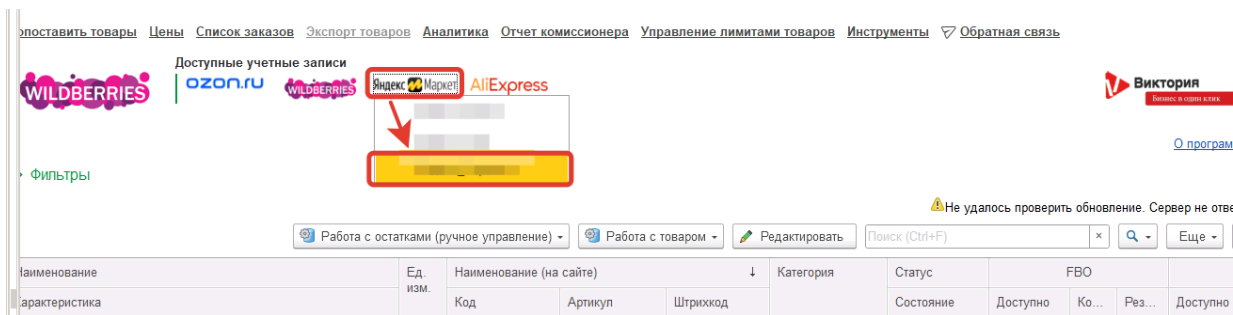 опоставить товары Цены Список заказов Экспорт товаров Аналитика Отчет комиссионера Управление лимитами товаров Инструменты Обратная связь
Доступные учетные записи
WILDBERRIES ozon.ru WILDBERRIES Яндекс Маркет AliExpress
Виктория
Бизнес в один клик
О програм
Фильтры
Не удалось проверить обновление. Сервер не отве
Работа с остатками (ручное управление) Работа с товаром Редактировать Поиск (Ctrl+F) × Еще
Наименование Ед. изм. Наименование (на сайте) ↓ Категория Статус FBO
Характеристика Код Артикул Штрихкод Состояние Доступно Ко... Рез... Доступно